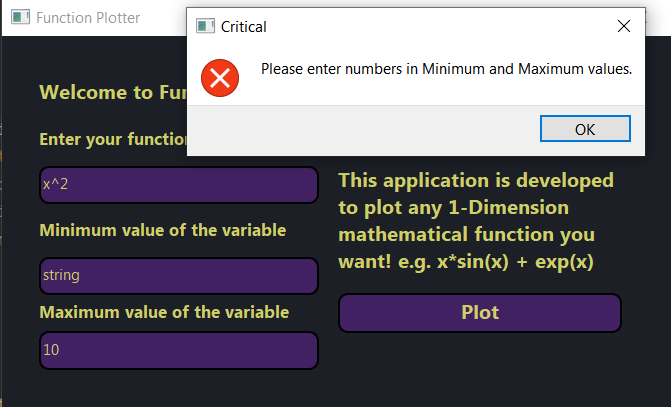 Function Plotter
Critical
Please enter numbers in Minimum and Maximum values.
OK
Welcome to
Enter your
x^2
Minimum value of the variable
string
Maximum value of the variable
10
This application is developed
to plot any 1-Dimension
mathematical function you
want! e.g. x*sin(x) + exp(x)
Plot